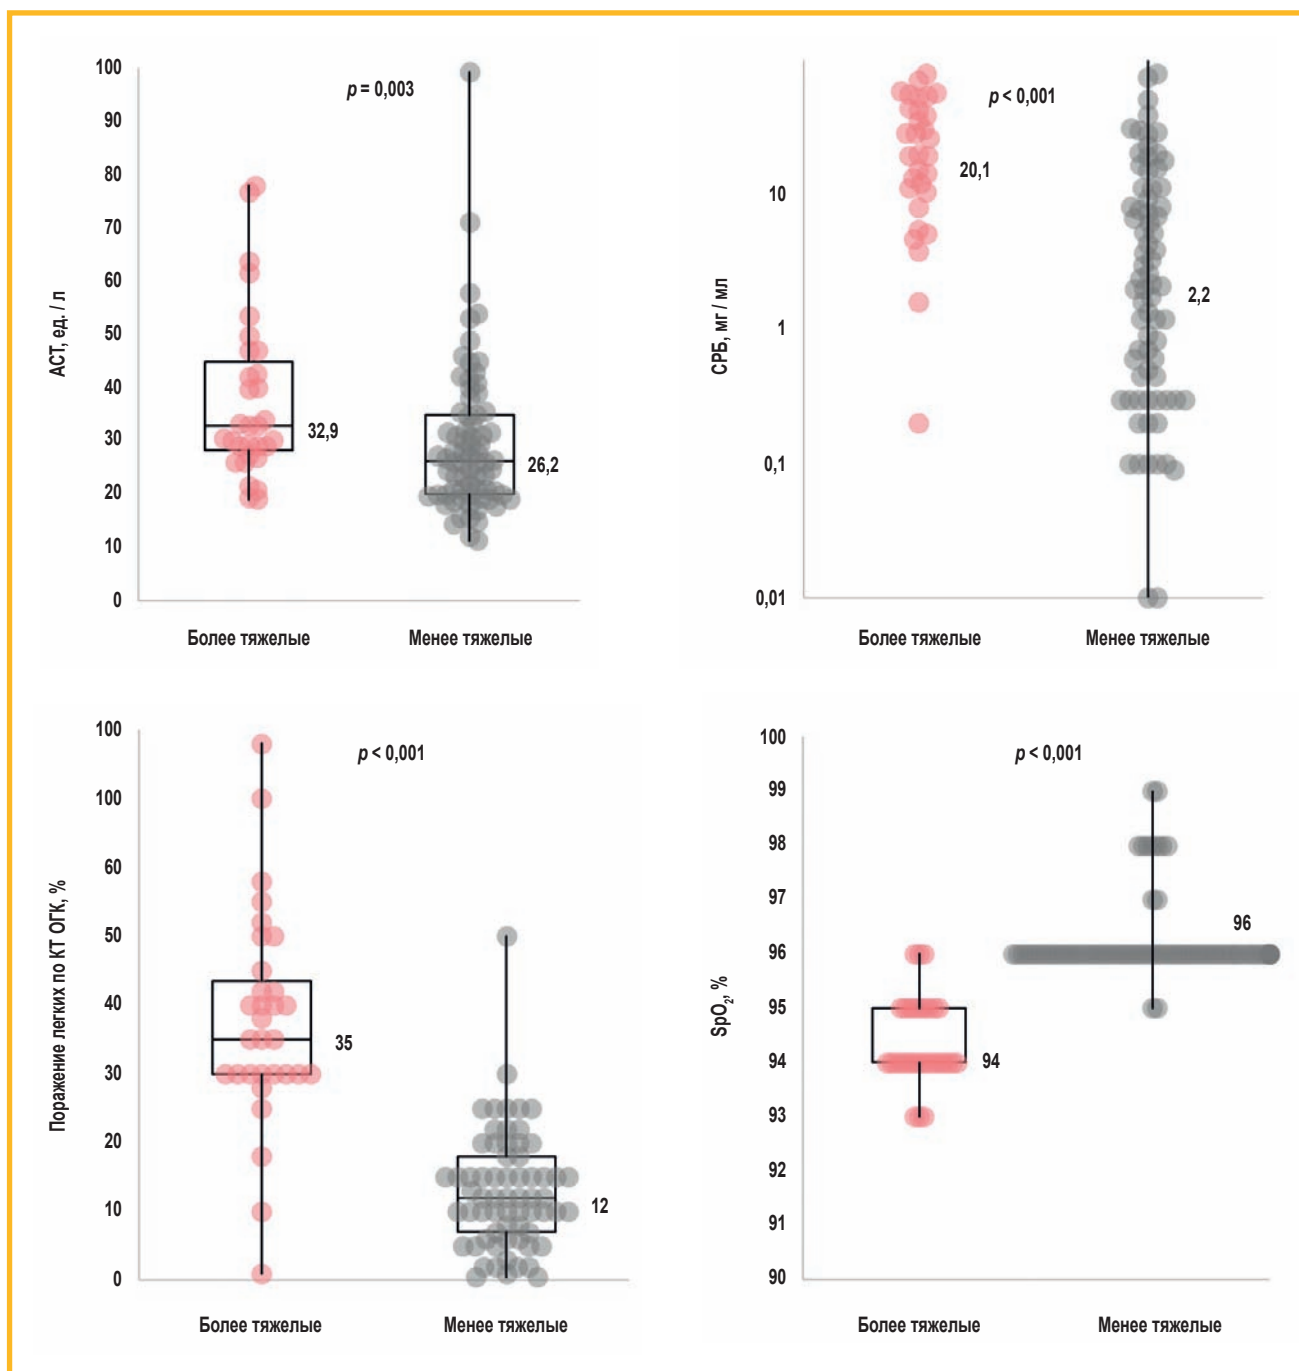 p = 0,003
100
90
80
70
60
50
40
30
20
10
0
АСТ, ед. / л
32,9
26,2
Более тяжелые
Менее тяжелые
p < 0,001
10
1
0,1
0,01
СРБ, мг / мл
20,1
2,2
Более тяжелые
Менее тяжелые
p < 0,001
100
100
60
50
40
30
20
10
0
Поражение легких по КТ ОГК, %
35
12
Более тяжелые
Менее тяжелые
p < 0,001
100
99
98
97
96
95
94
93
92
91
90
SpO₂, %
94
96
Более тяжелые
Менее тяжелые